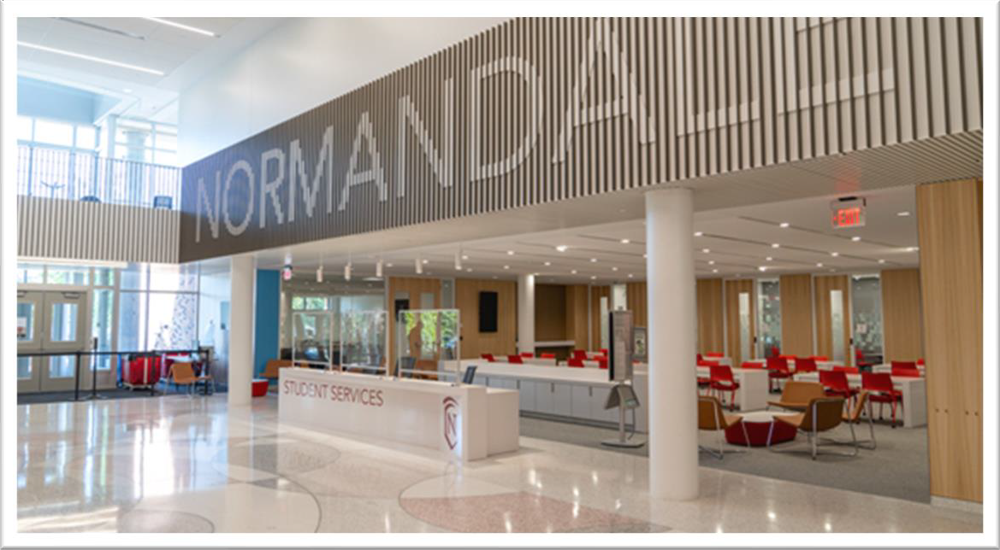 NORMANDALE
EXIT
STUDENT SERVICES
N